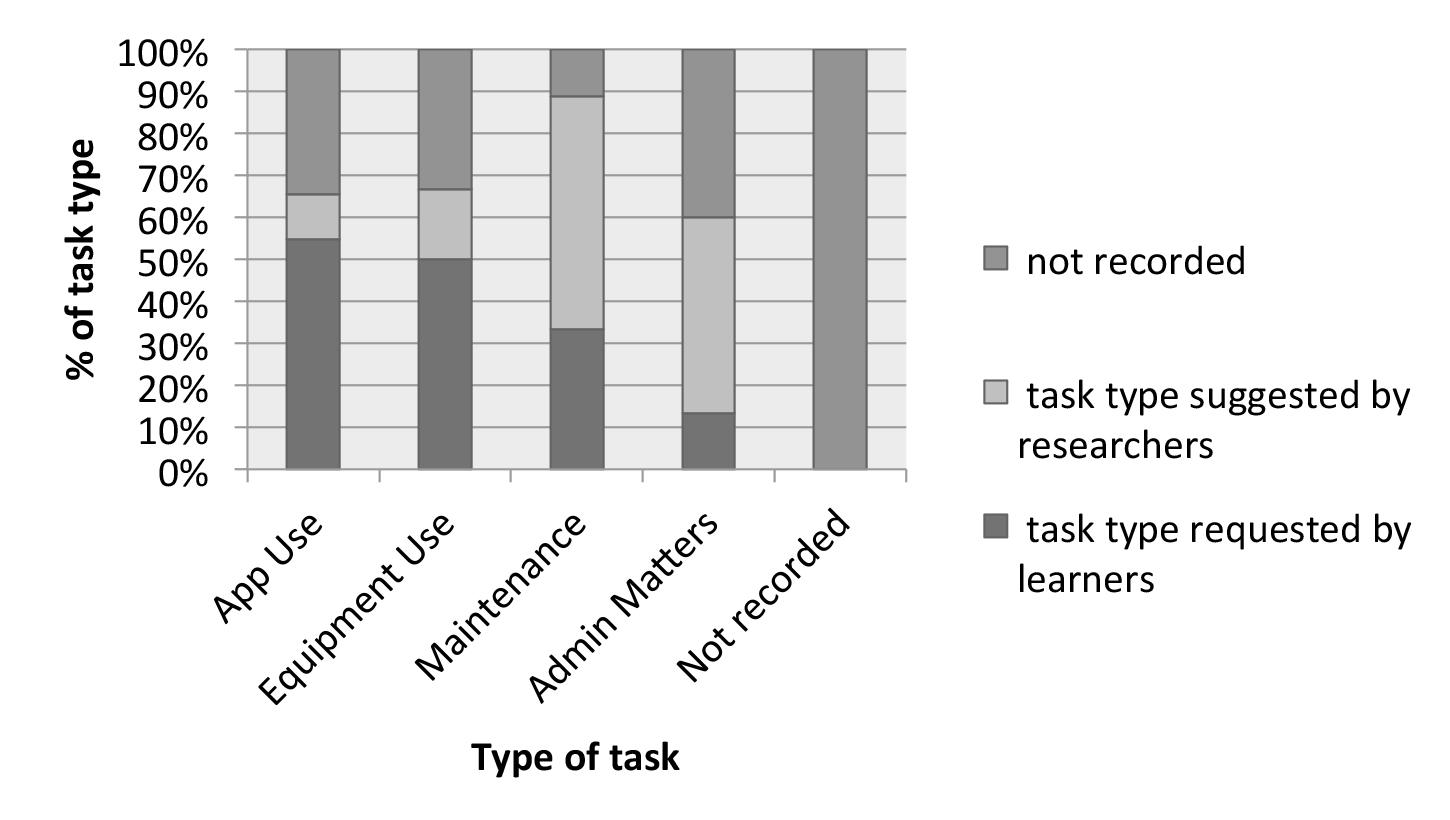 100%
90%
80%
70%
60%
50%
40%
30%
20%
10%
0%
% of task type
App Use
Equipment Use
Maintenance
Admin Matters
Not recorded
Type of task
not recorded
task type suggested by
researchers
task type requested by
learners